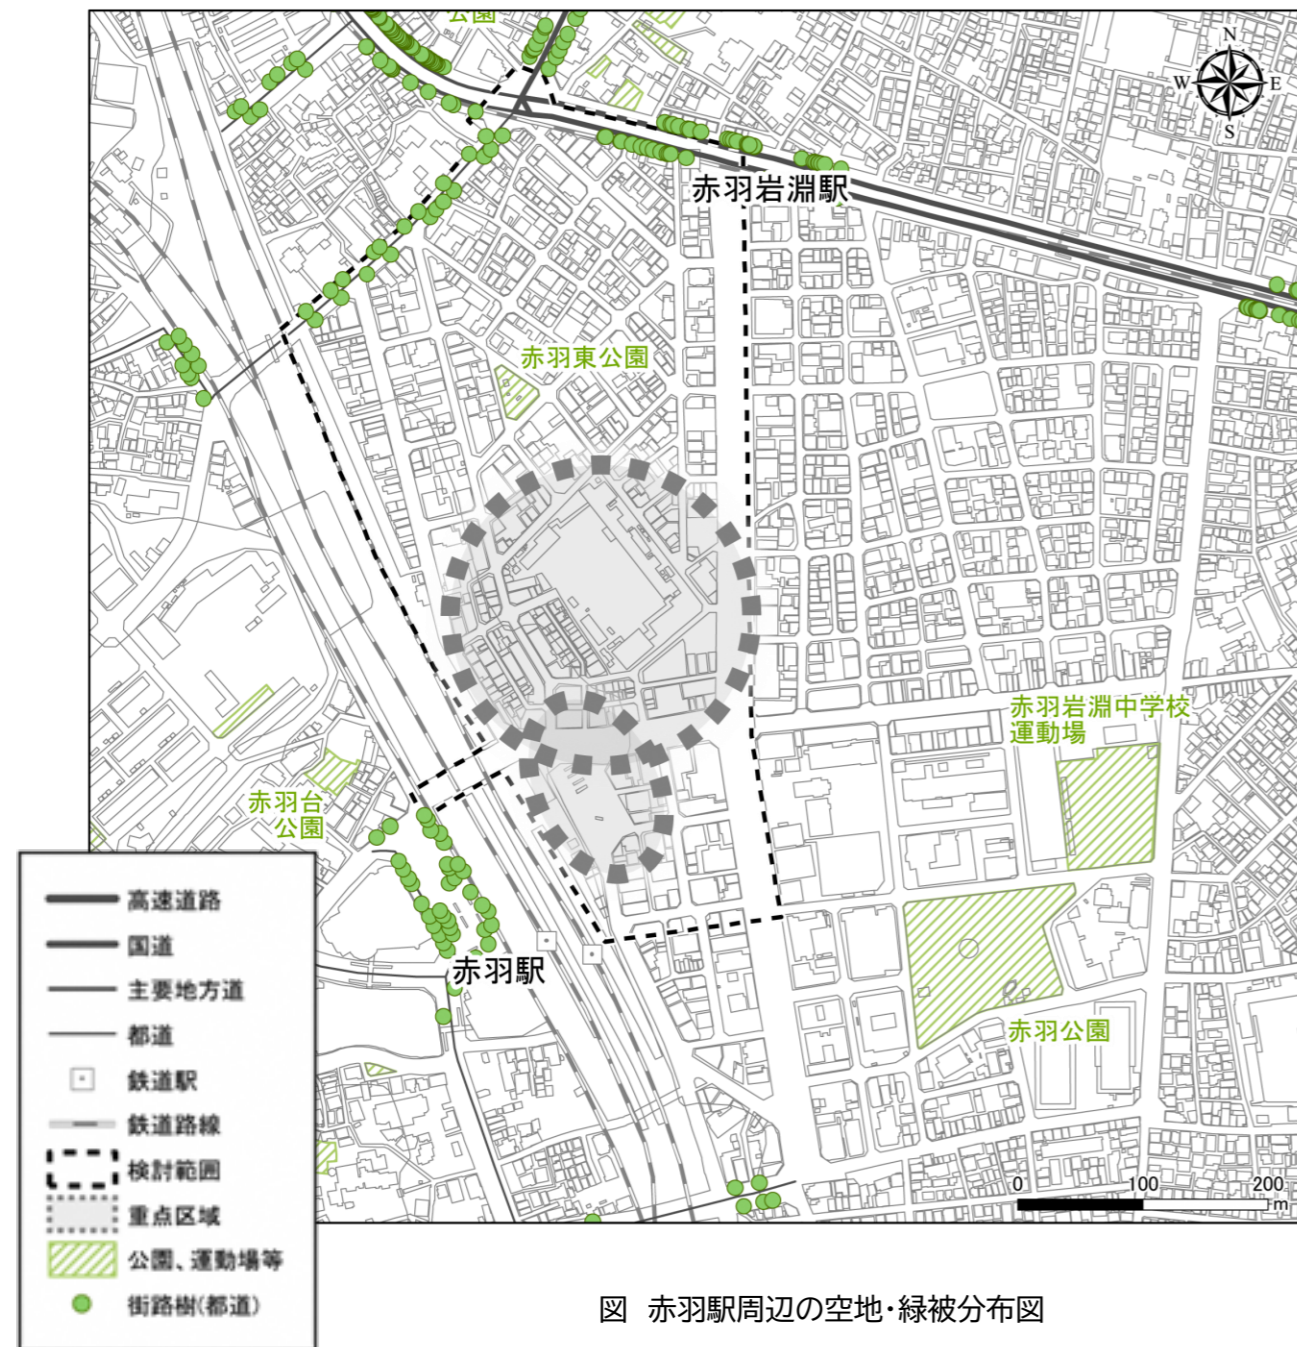 公園
N
W
E
S
赤羽岩淵駅
赤羽東公園
赤羽岩淵中学校
運動場
赤羽台
公園
赤羽駅
赤羽公園
0
100
200
m
高速道路
国道
主要地方道
都道
鉄道駅
鉄道路線
検討範囲
重点区域
公園、運動場等
街路樹(都道)
図 赤羽駅周辺の空地・緑被分布図